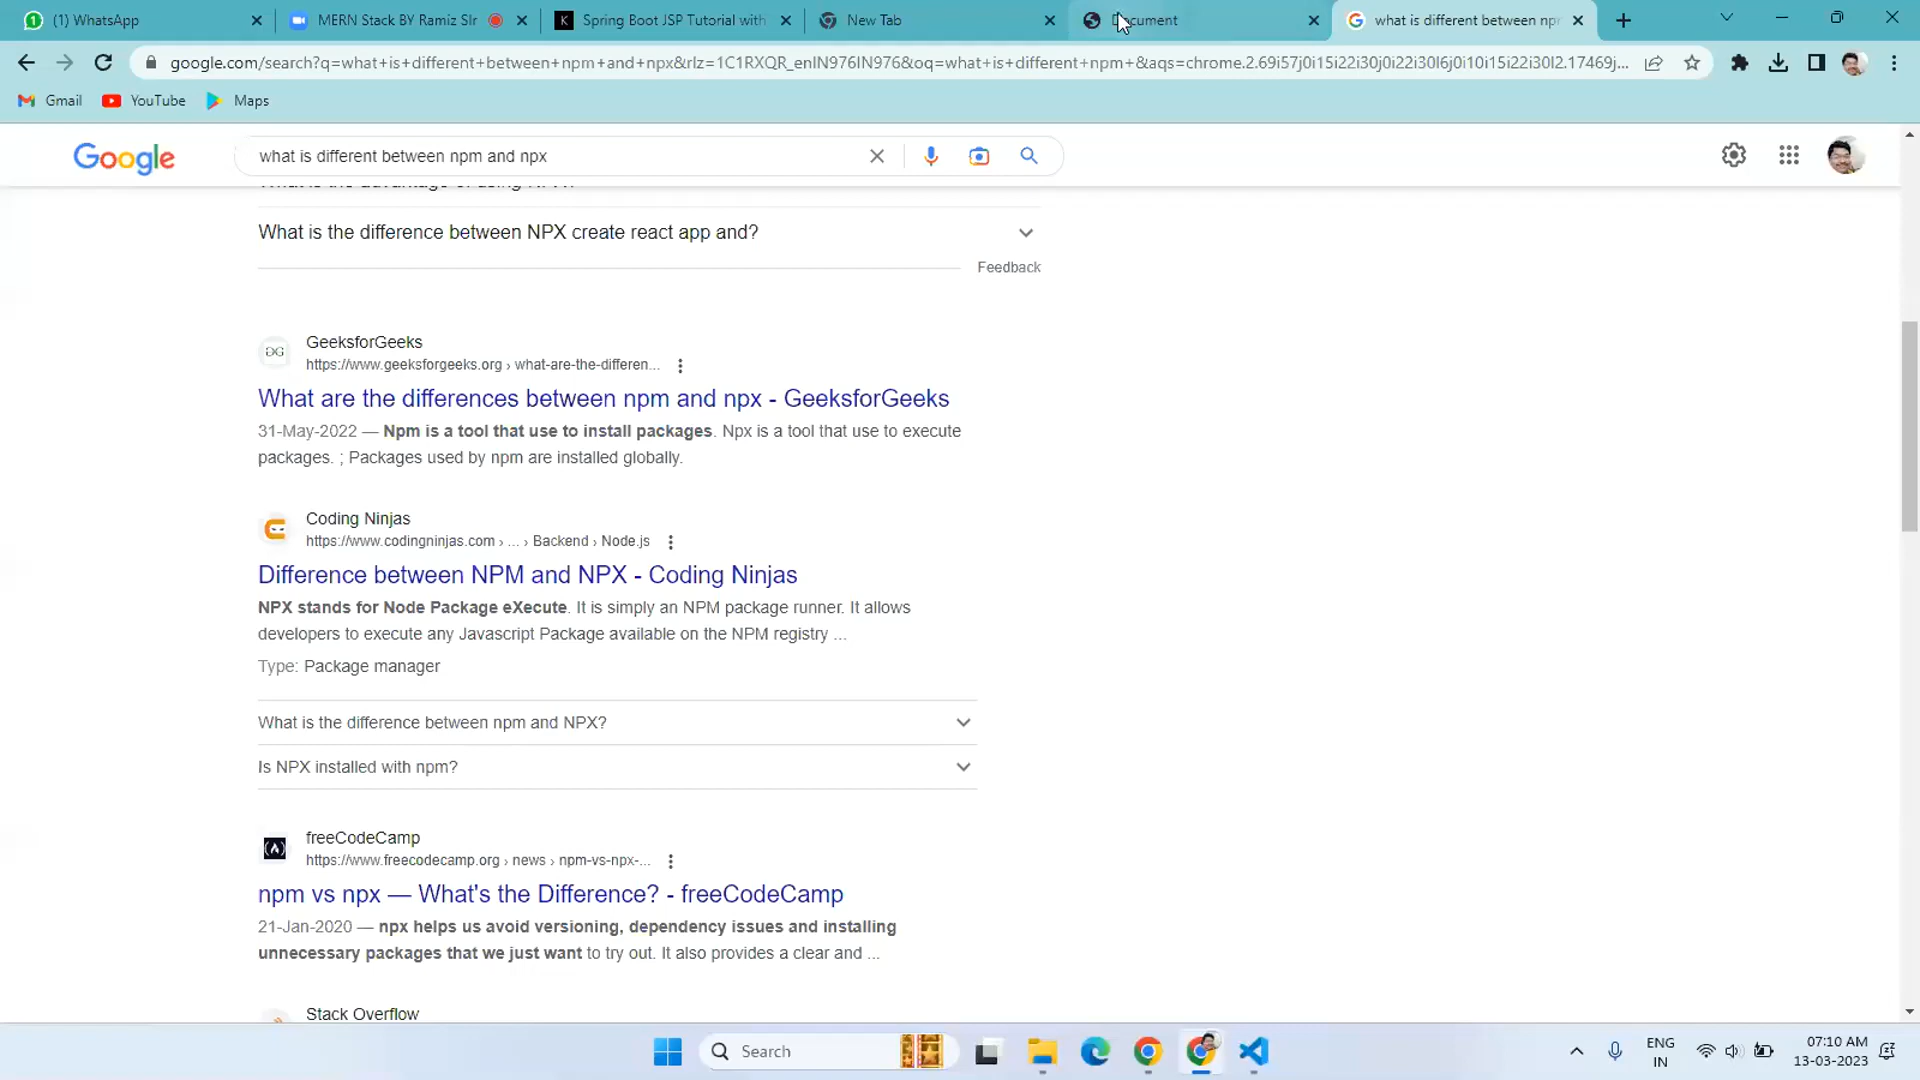 (1) WhatsApp
MERN Stack BY Ramiz SIr
Spring Boot JSP Tutorial with
New Tab
Document
what is different between npm
google.com/search?q=what+is+different+between+npm+and+npx&rlz=1C1RXQR_enIN976IN976&oq=what+is+different+npm+&aqs=chrome.2.69i57j0i15i22i30j0i22i30l6j0i10i15i22i30l2.17469j...
Gmail
YouTube
Maps
Google
what is different between npm and npx
What is the advantage of using NPX?
What is the difference between NPX create react app and?
Feedback
GeeksforGeeks
https://www.geeksforgeeks.org › what-are-the-differen...
What are the differences between npm and npx - GeeksforGeeks
31-May-2022 — Npm is a tool that use to install packages. Npx is a tool that use to execute
packages. ; Packages used by npm are installed globally.
Coding Ninjas
https://www.codingninjas.com › ... › Backend › Node.js
Difference between NPM and NPX - Coding Ninjas
NPX stands for Node Package eXecute. It is simply an NPM package runner. It allows
developers to execute any Javascript Package available on the NPM registry ...
Type: Package manager
What is the difference between npm and NPX?
Is NPX installed with npm?
freeCodeCamp
https://www.freecodecamp.org › news › npm-vs-npx-...
npm vs npx — What's the Difference? - freeCodeCamp
21-Jan-2020 — npx helps us avoid versioning, dependency issues and installing
unnecessary packages that we just want to try out. It also provides a clear and ...
Stack Overflow
Search
ENG
IN
07:10 AM
13-03-2023